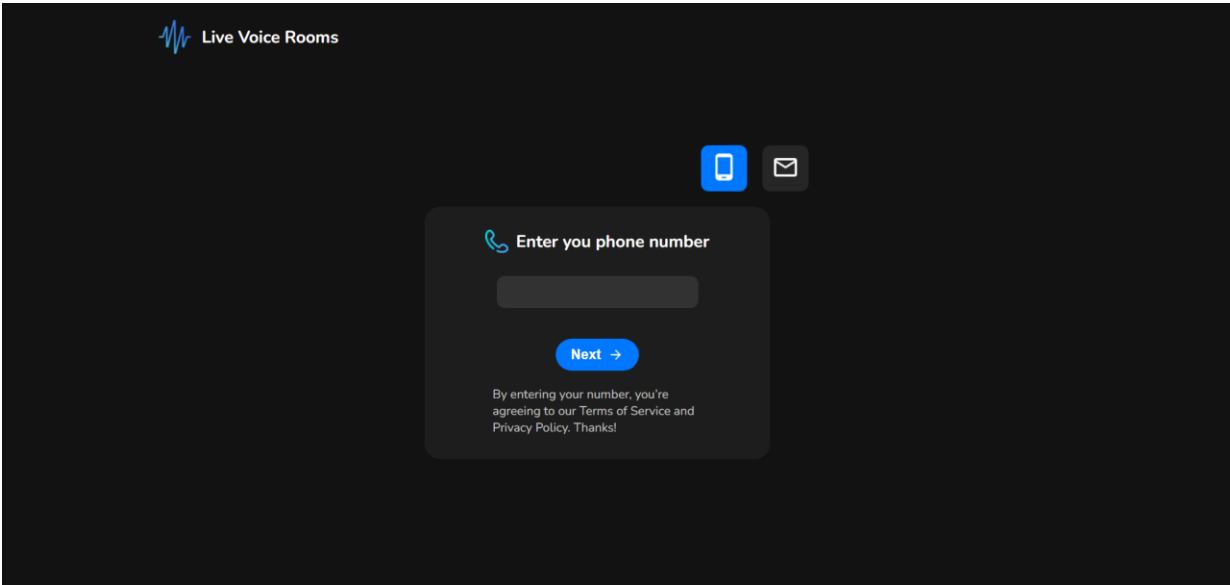 Live Voice Rooms
Enter you phone number
Next →
By entering your number, you're
agreeing to our Terms of Service and
Privacy Policy. Thanks!